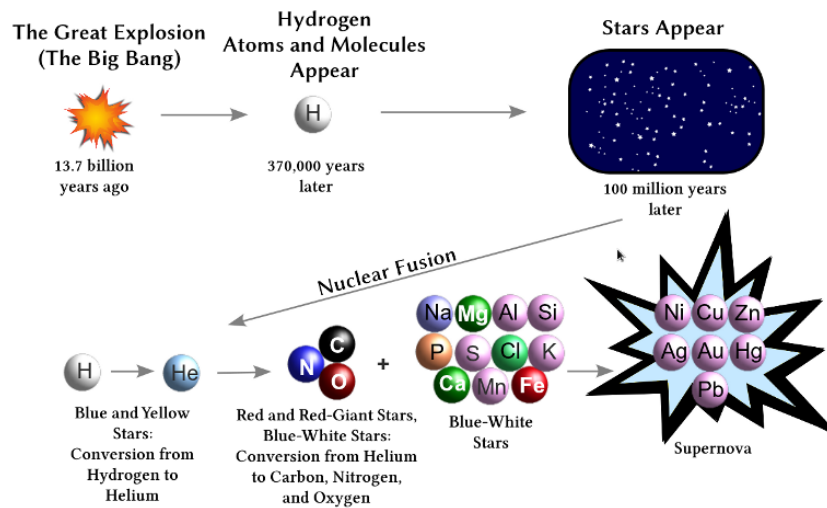 The Great Explosion
(The Big Bang)
13.7 billion
years ago
Hydrogen
Atoms and Molecules
Appear
H
370,000 years
later
Stars Appear
100 million years
later
Nuclear Fusion
H
He
Blue and Yellow
Stars:
Conversion from
Hydrogen to
Helium
C
N
O
Red and Red-Giant Stars,
Blue-White Stars:
Conversion from Helium
to Carbon, Nitrogen,
and Oxygen
+
Na Mg Al Si
P S Cl K
Ca Mn Fe
Blue-White
Stars
Ni Cu Zn
Ag Au Hg
Pb
Supernova